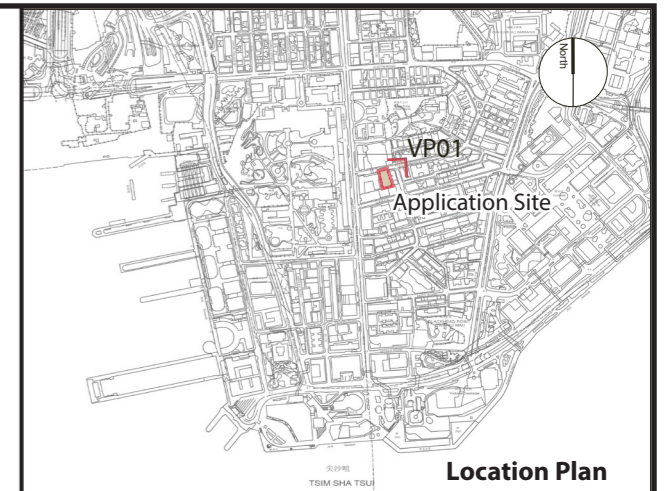 North
VP01
Application Site
尖沙咀
TSIM SHA TSUI
Location Plan